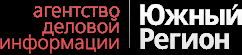 агентство
деловой
информации
Южный
Регион